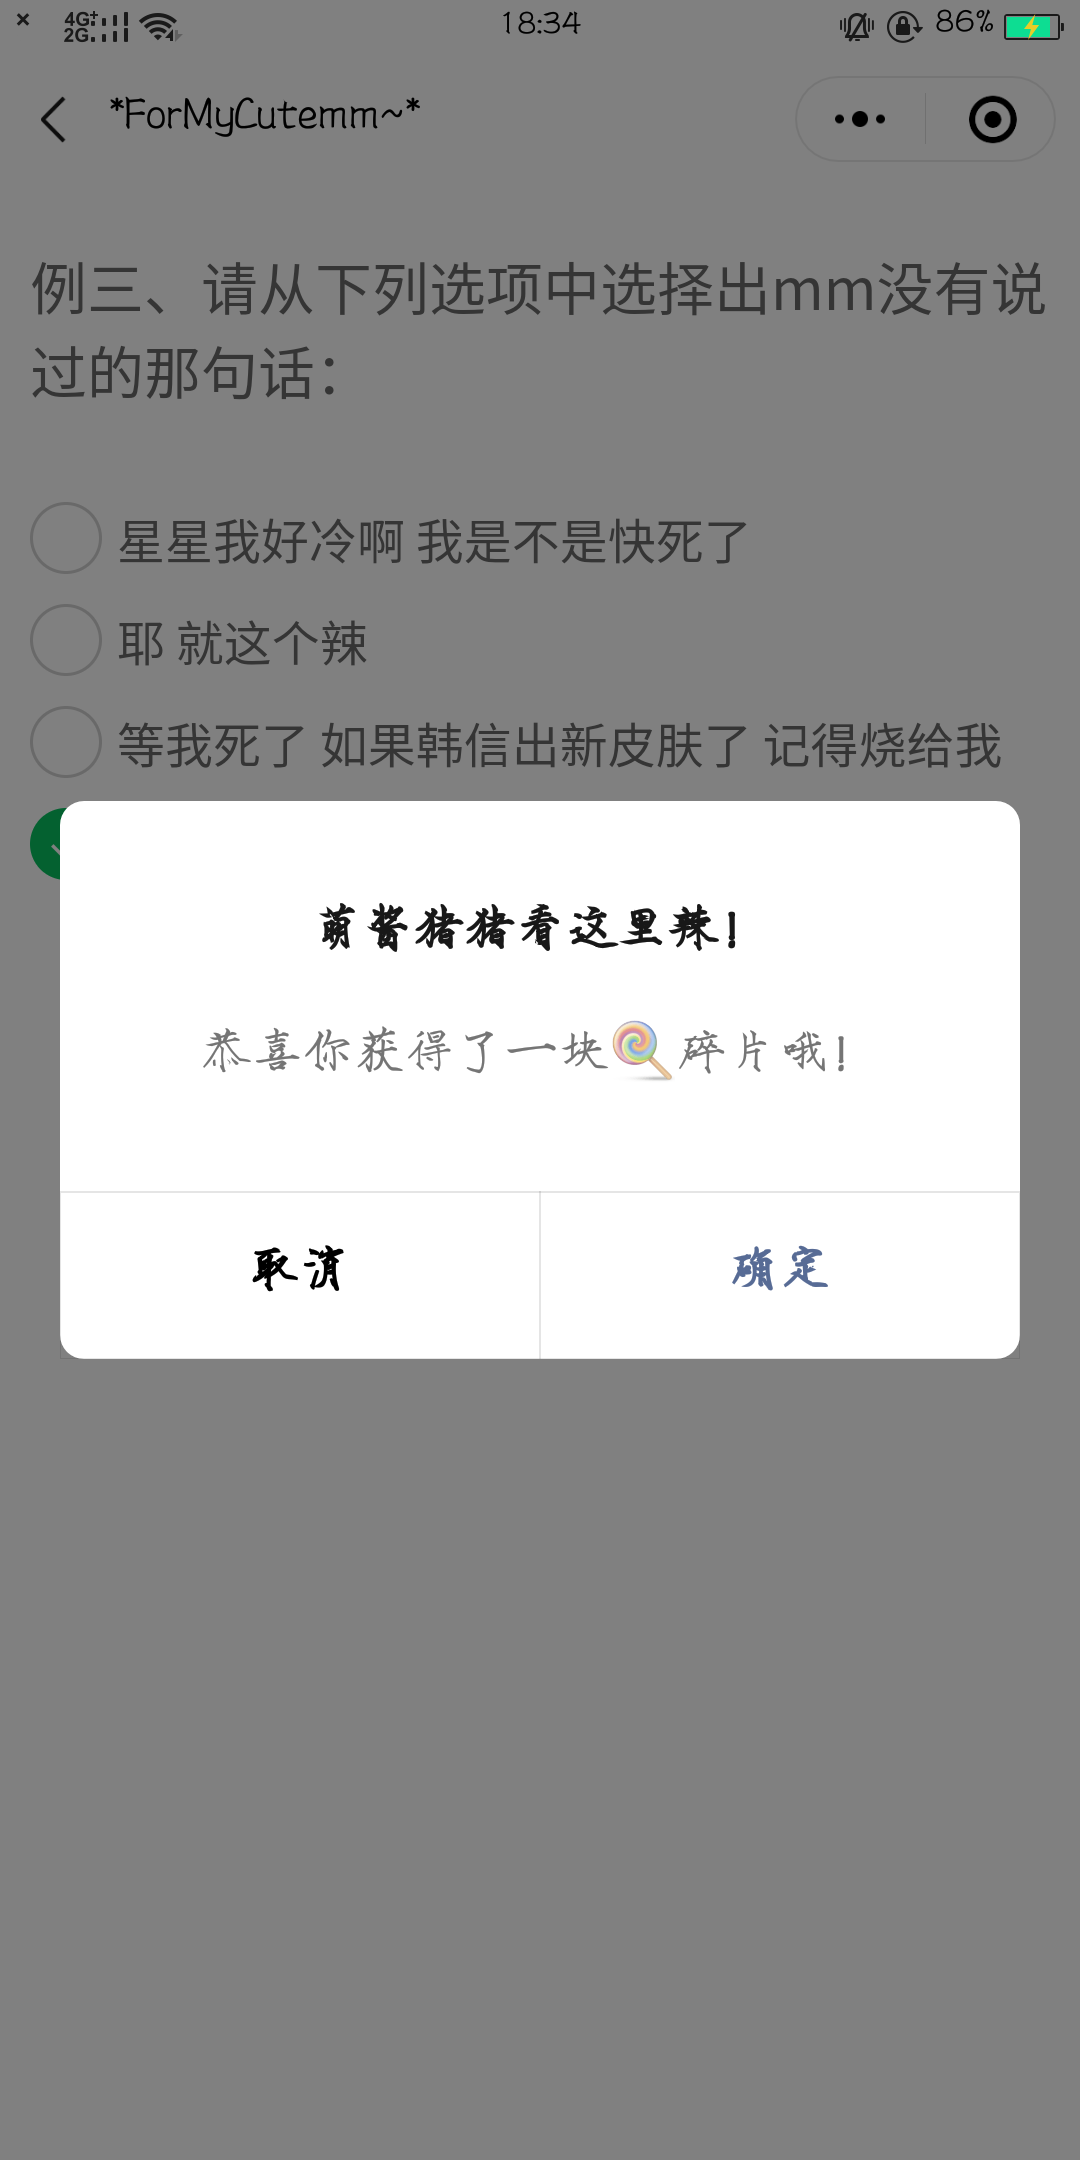 4G+
2G
18:34
86%
*ForMyCutemm~*
例三、请从下列选项中选择出mm没有说
过的那句话:
星星我好冷啊 我是不是快死了
耶 就这个辣
等我死了 如果韩信出新皮肤了 记得烧给我
萌酱猪猪看这里辣!
恭喜你获得了一块🍭碎片哦!
取消
确定